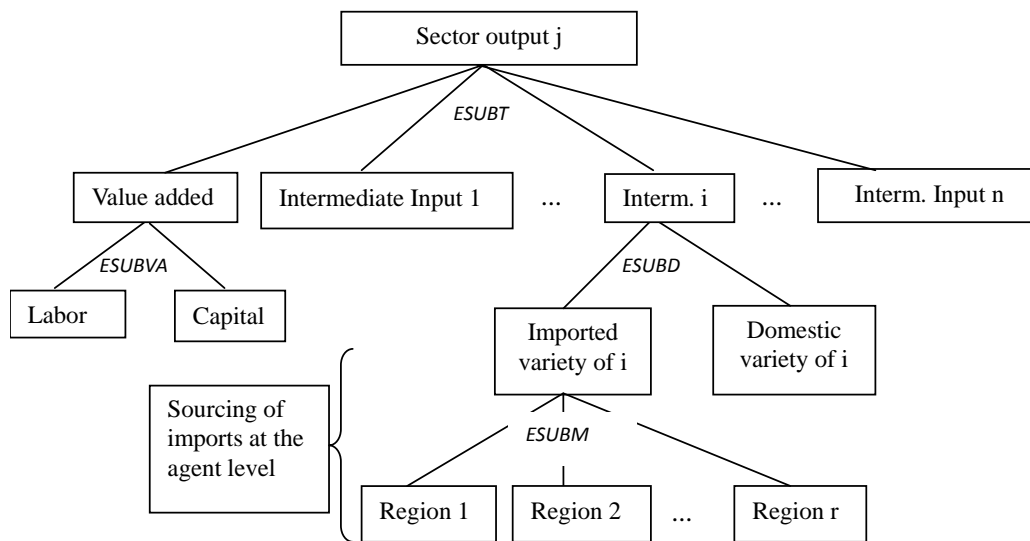 Sector output j
ESUBT
Value added
Intermediate Input 1
...
Interm. i
...
Interm. Input n
ESUBVA
ESUBD
Labor
Capital
Imported
variety of i
Domestic
variety of i
Sourcing of
imports at the
agent level
ESUBM
Region 1
Region 2
...
Region r